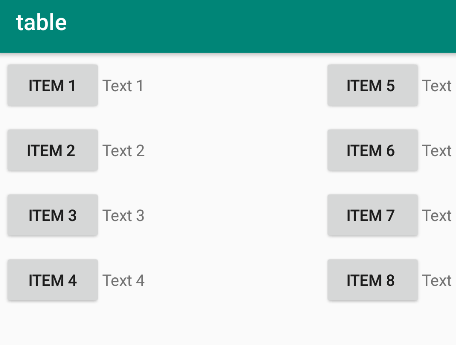 table
ITEM 1 Text 1 ITEM 5 Text
ITEM 2 Text 2 ITEM 6 Text
ITEM 3 Text 3 ITEM 7 Text
ITEM 4 Text 4 ITEM 8 Text